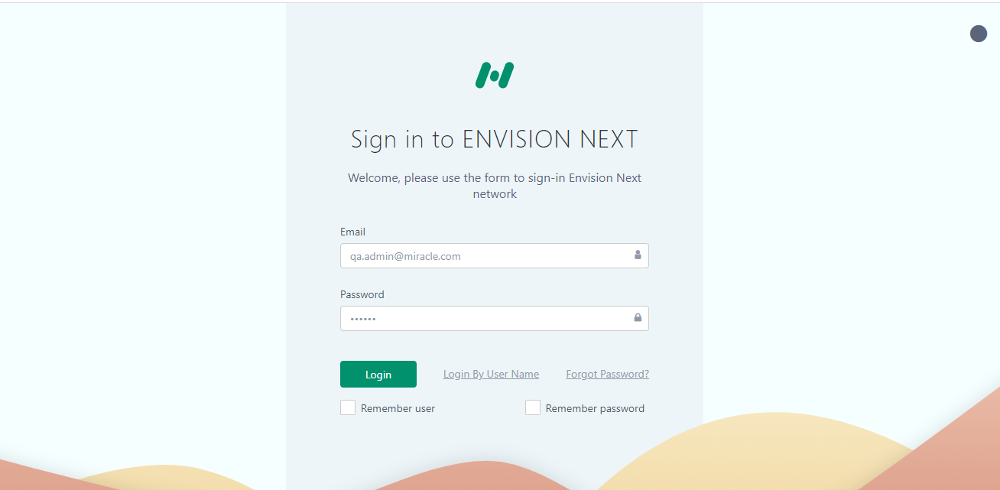 Sign in to ENVISION NEXT
Welcome, please use the form to sign-in Envision Next
network
Email
qa.admin@miracle.com
Password
••••••
Login
Login By User Name
Forgot Password?
Remember user
Remember password